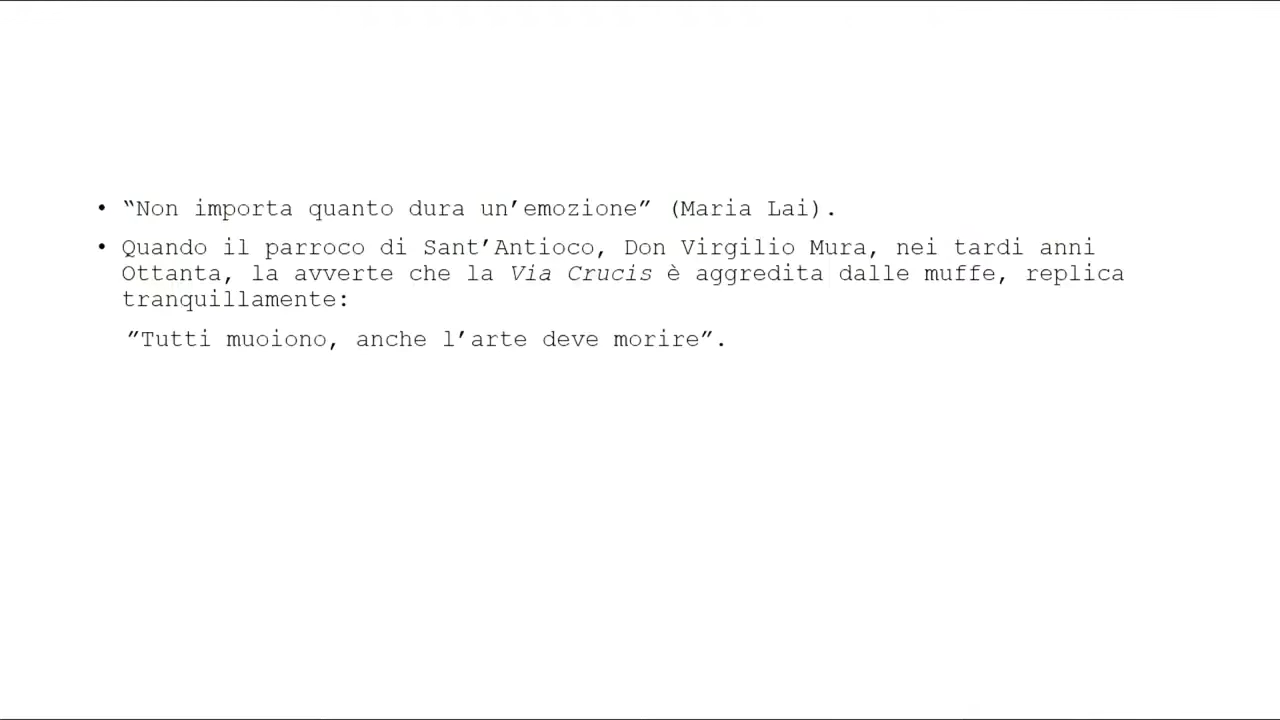 • “Non importa quanto dura un’emozione” (Maria Lai).
• Quando il parroco di Sant’Antioco, Don Virgilio Mura, nei tardi anni
Ottanta, la avverte che la Via Crucis è aggredita dalle muffe, replica
tranquillamente:
”Tutti muoiono, anche l’arte deve morire”.